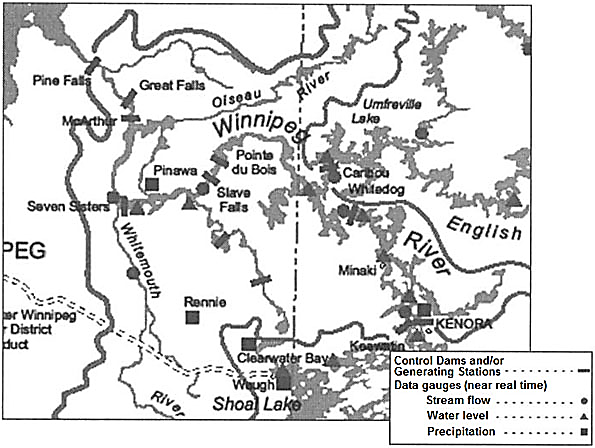 Pine Falls
Great Falls
Oiseau River
McArthur
Winnipeg
Umfreville
Lake
Pinawa
Pointe
du Bois
Caribou
Whitedog
Seven Sisters
Slave
Falls
English
River
Whitemouth
PEG
Minaki
Rennie
er Winnipeg
r District
duct
KENORA
Keewatin
Clearwater Bay
Waugh
Shoal Lake
River
Control Dams and/or
Generating Stations
Data gauges (near real time)
Stream flow
Water level
Precipitation